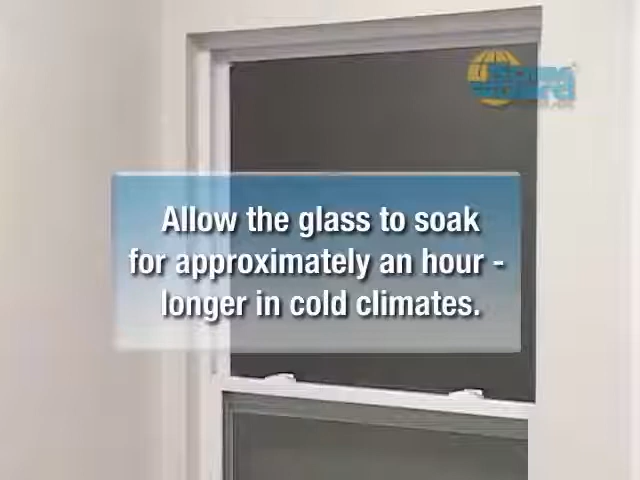 Allow the glass to soak
for approximately an hour -
longer in cold climates.